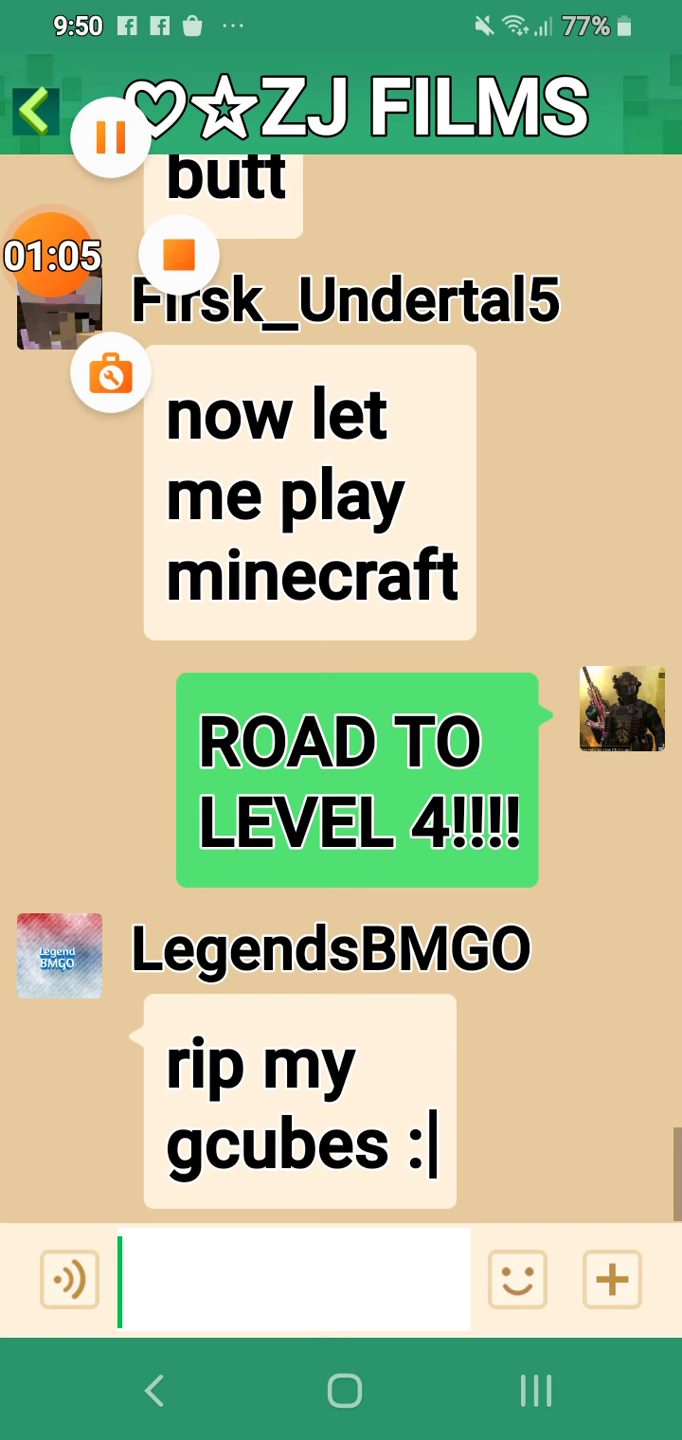 9:50 ··· 77%
♡☆ZJ FILMS
butt
01:05
Firsk_Undertal5
now let
me play
minecraft
ROAD TO
LEVEL 4!!!!
Legend
BMGO
LegendsBMGO
rip my
gcubes :|